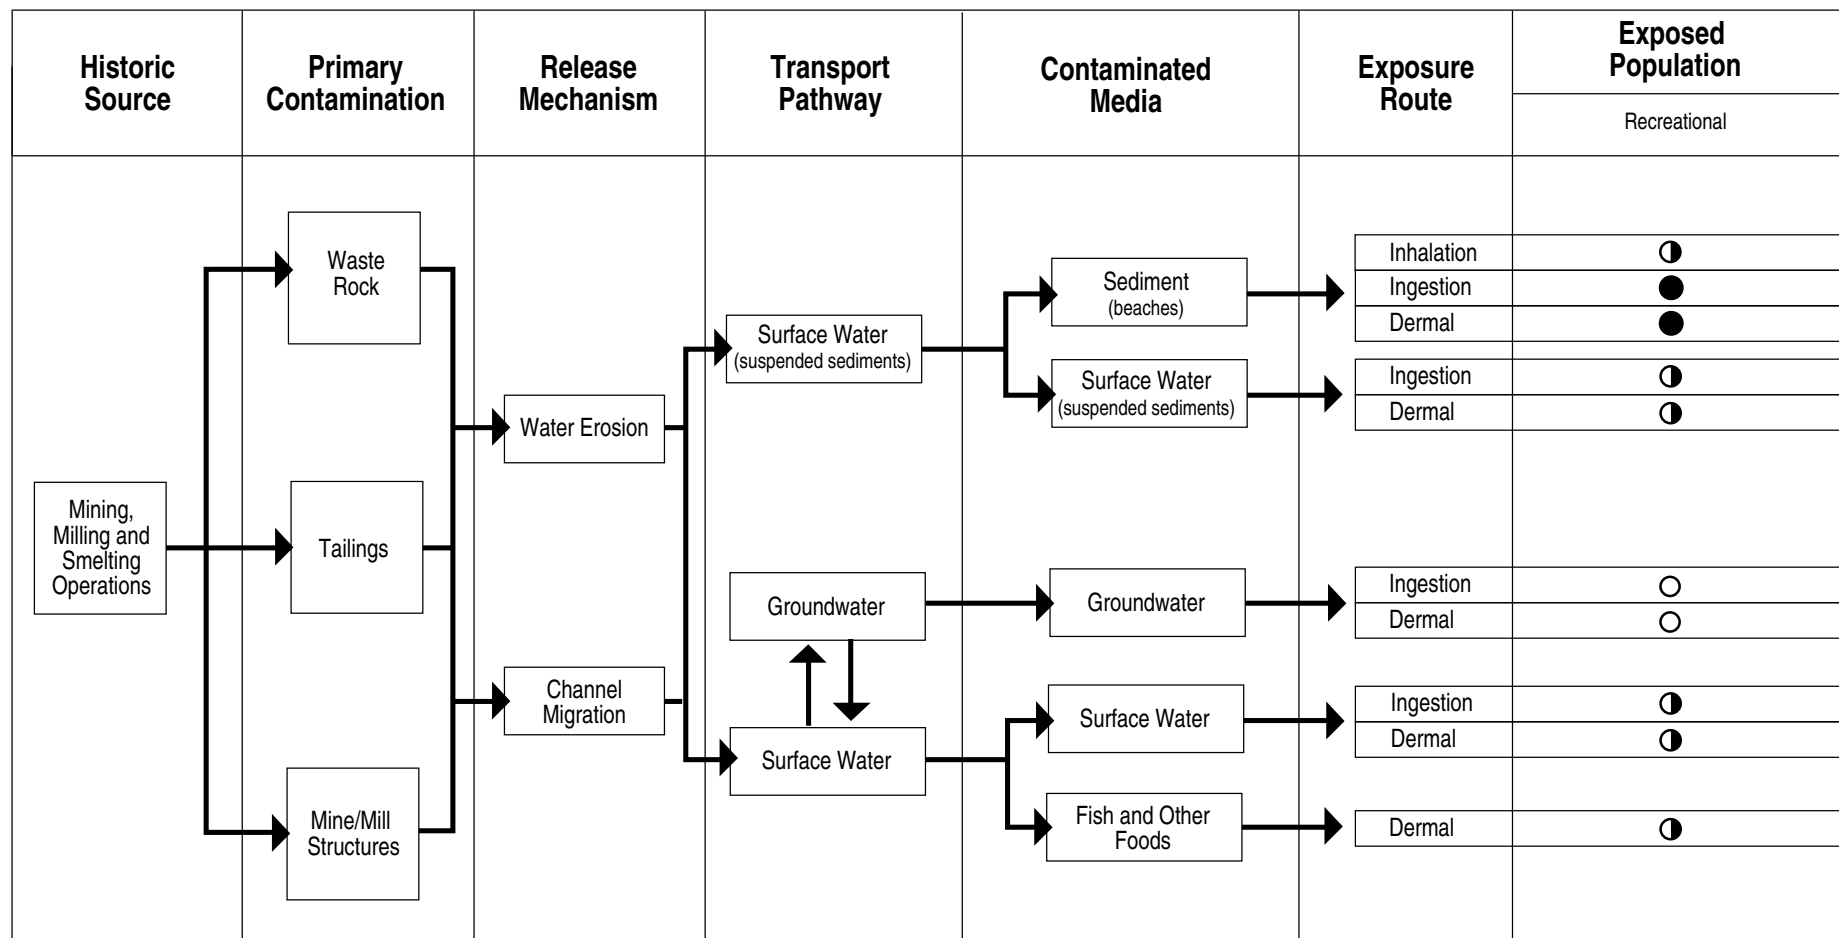 Historic
Source
Primary
Contamination
Release
Mechanism
Transport
Pathway
Contaminated
Media
Exposure
Route
Exposed
Population
Recreational
Mining,
Milling and
Smelting
Operations
Waste
Rock
Tailings
Mine/Mill
Structures
Water Erosion
Channel
Migration
Surface Water
(suspended sediments)
Groundwater
Surface Water
Sediment
(beaches)
Surface Water
(suspended sediments)
Groundwater
Surface Water
Fish and Other
Foods
Inhalation
Ingestion
Dermal
Ingestion
Dermal
Ingestion
Dermal
Ingestion
Dermal
Dermal